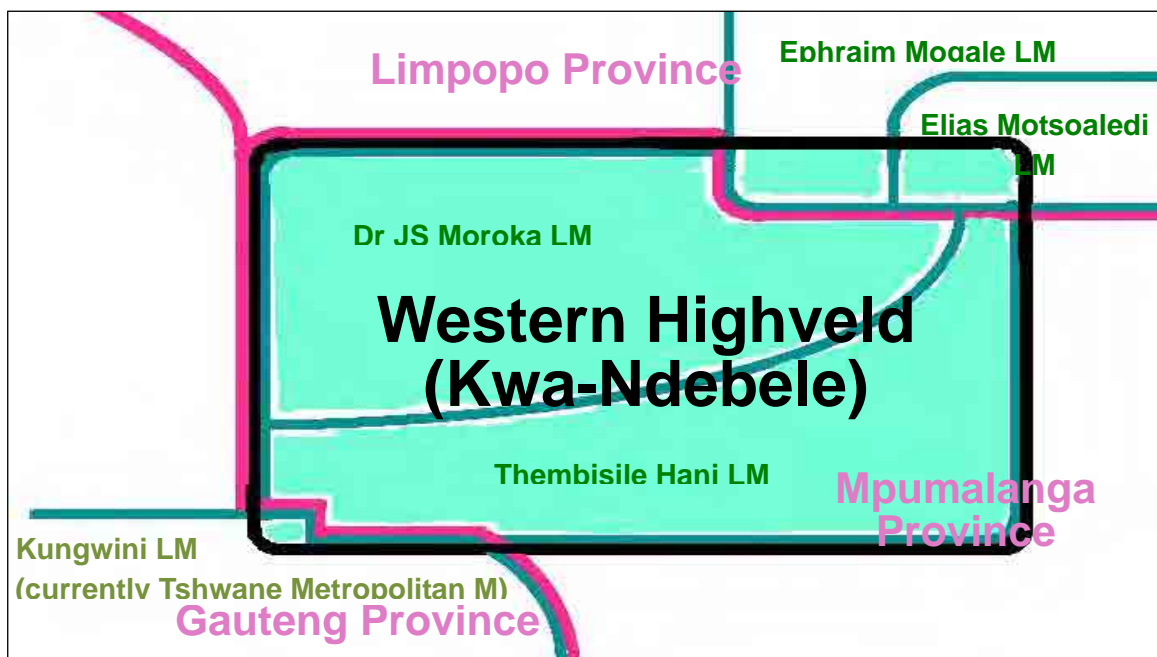 Limpopo Province
Ephraim Mogale LM
Elias Motsoaledi
LM
Dr JS Moroka LM
Western Highveld
(Kwa-Ndebele)
Thembisile Hani LM
Mpumalanga
Province
Kungwini LM
(currently Tshwane Metropolitan M)
Gauteng Province